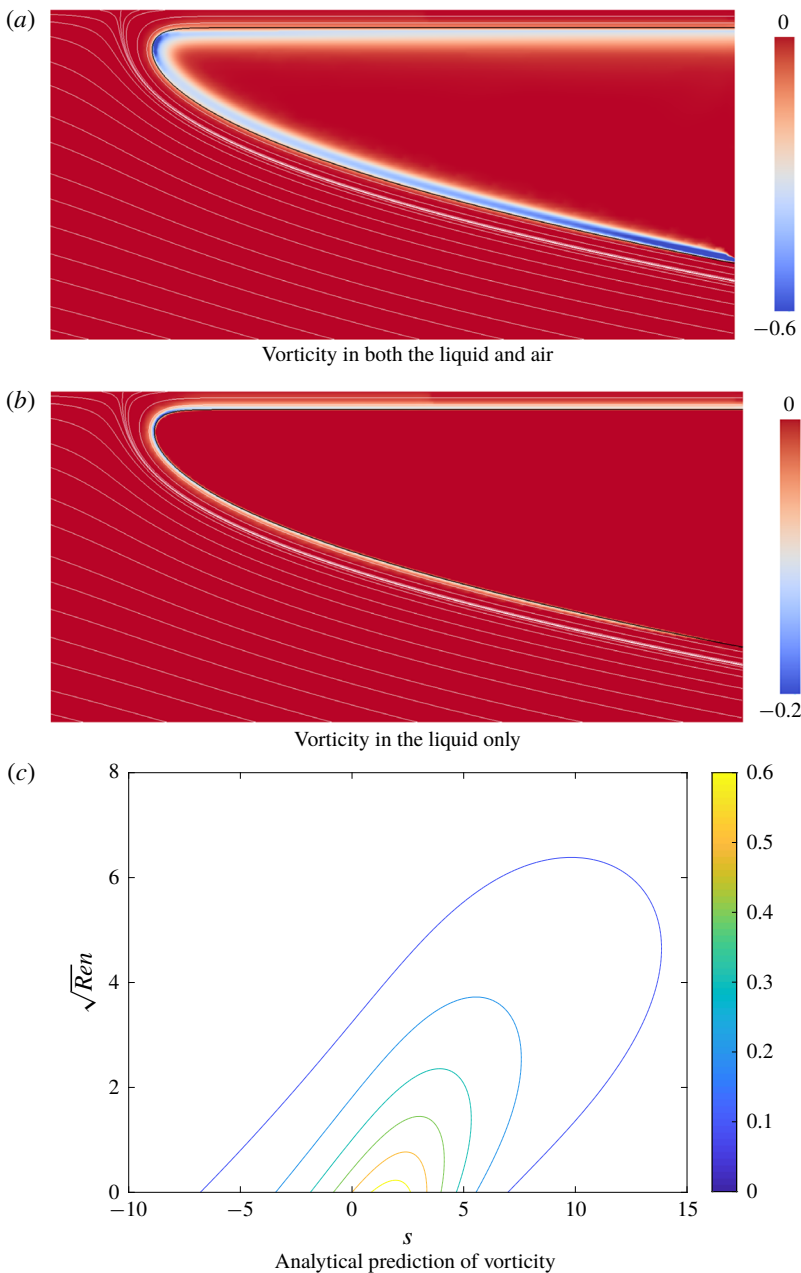 (a)
0
−0.6
Vorticity in both the liquid and air
(b)
0
−0.2
Vorticity in the liquid only
(c)
8
6
4
2
0
√Ren
−10 −5 0 5 10 15
s
0.6
0.5
0.4
0.3
0.2
0.1
0
Analytical prediction of vorticity